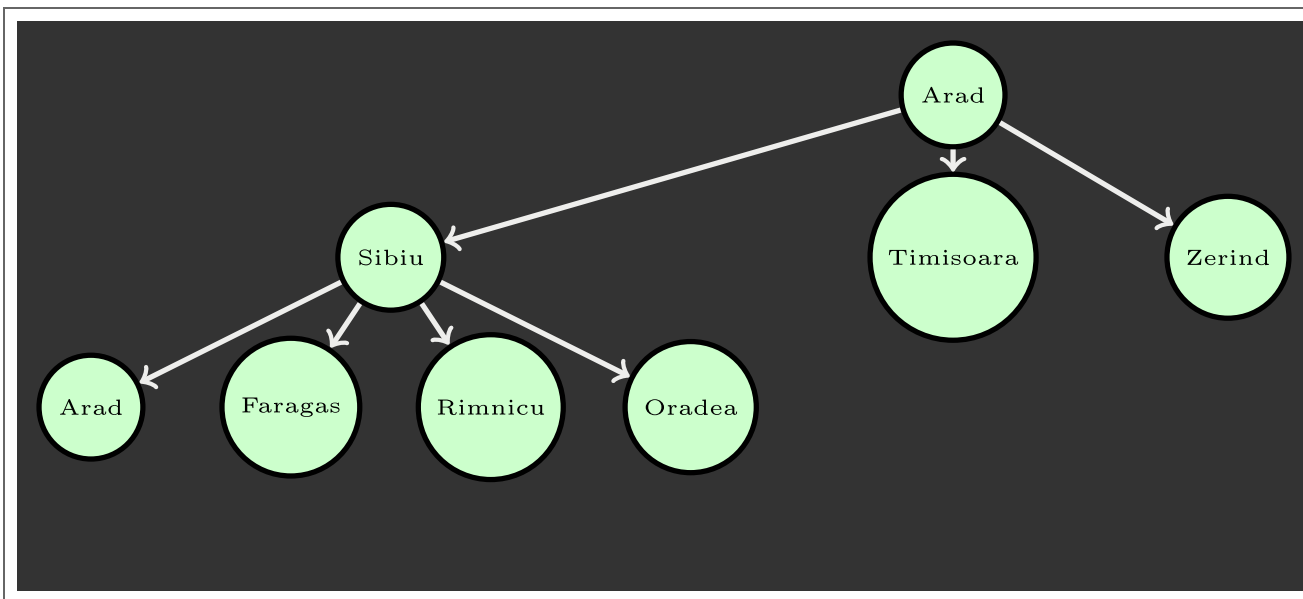 Arad
Sibiu
Timisoara
Zerind
Arad
Faragas
Rimnicu
Oradea